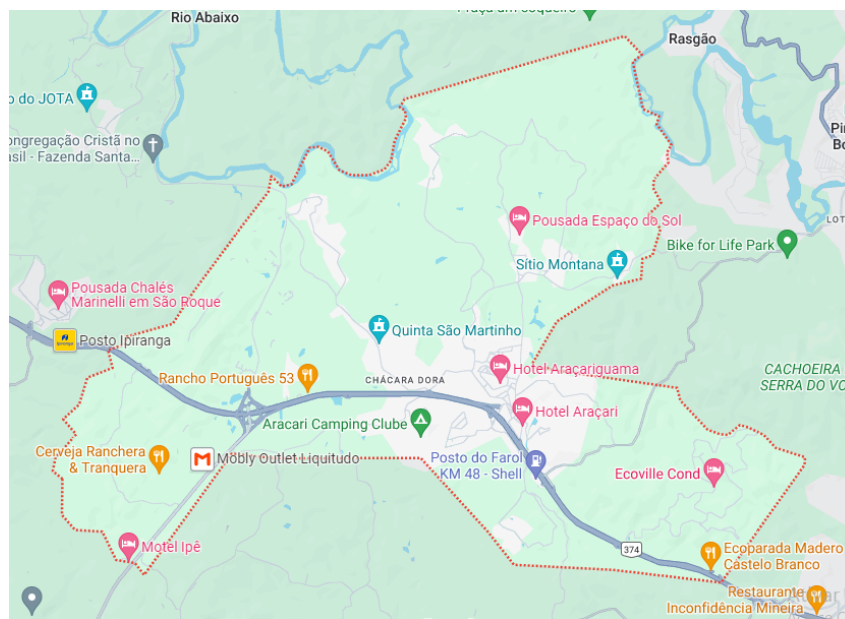 Rio Abaixo
Rasgão
o do JOTA
ongregação Cristã no
asil - Fazenda Santa...
Pousada Espaço do Sol
Bike for Life Park
Sítio Montana
LOT
Pousada Chalés
Marinelli em São Roque
Posto Ipiranga
Quinta São Martinho
Rancho Português 53
CHÁCARA DORA
Hotel Araçariguama
CACHOEIRA
SERRA DO VO
Hotel Araçari
Aracari Camping Clube
Cerveja Ranchera
& Tranquera
Mobly Outlet Liquitudo
Posto do Farol
KM 48 - Shell
Ecoville Cond
Motel Ipê
374
Ecoparada Madero
Castelo Branco
Restaurante
Inconfidência Mineira